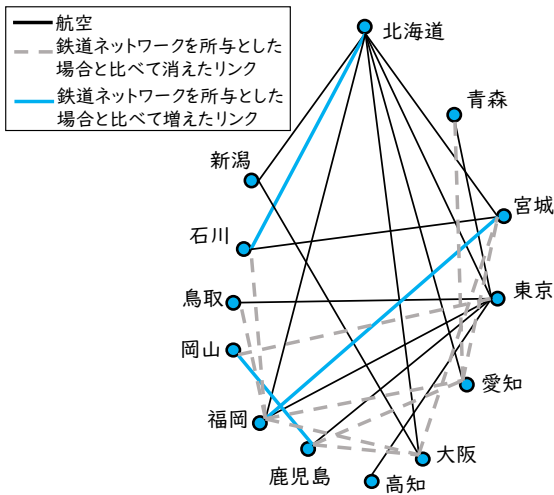 航空
鉄道ネットワークを所与とした
場合と比べて消えたリンク
鉄道ネットワークを所与とした
場合と比べて増えたリンク
北海道
青森
新潟
宮城
石川
鳥取
東京
岡山
愛知
福岡
鹿児島
大阪
高知